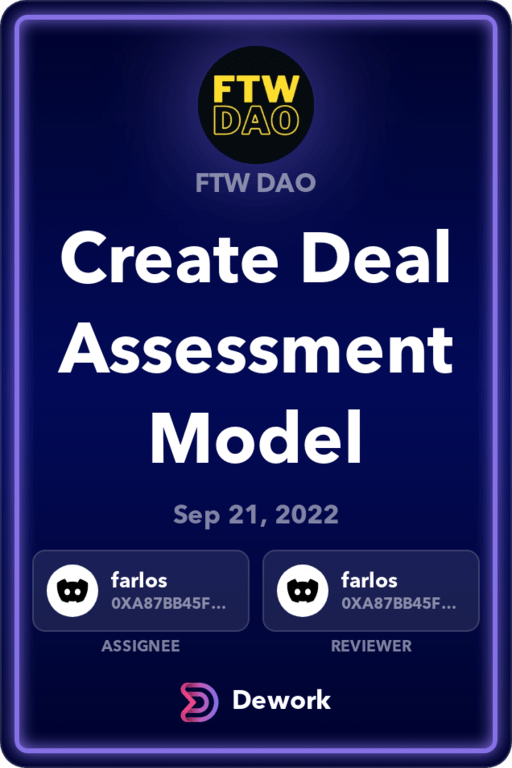 FTW
DAO
FTW DAO
Create Deal
Assessment
Model
Sep 21, 2022
farlos
0XA87BB45F...
ASSIGNEE
farlos
0XA87BB45F...
REVIEWER
Dework